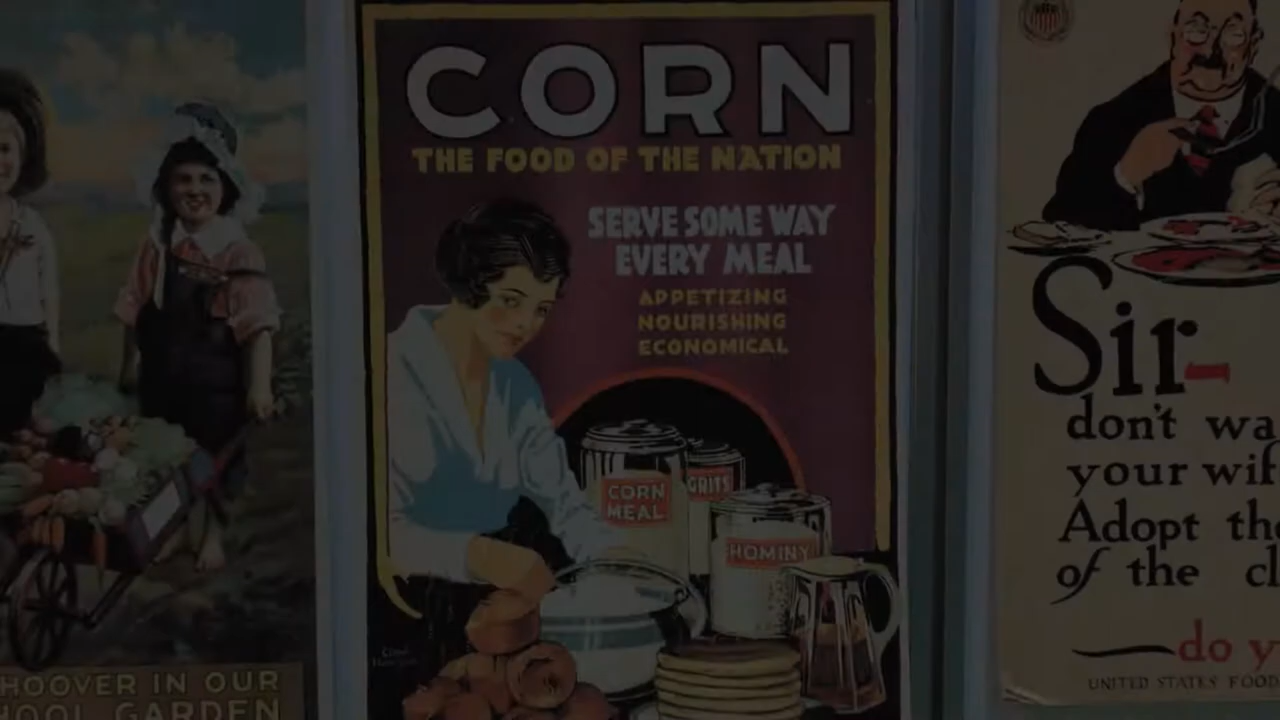 CORN
THE FOOD OF THE NATION
SERVE SOME WAY
EVERY MEAL
APPETIZING
NOURISHING
ECONOMICAL
CORN
MEAL
GRITS
HOMINY
HOOVER IN OUR
GARDEN
Sir-
don't
your
Adopt
of the
do
UNITED STATES FOOD